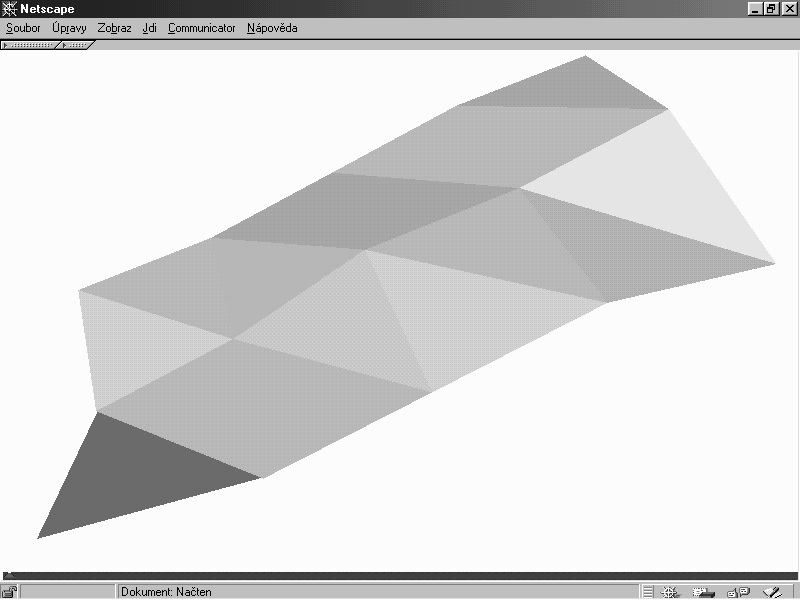 Netscape
Soubor Úpravy Zobraz Jdi Communicator Nápověda
Dokument: Načten